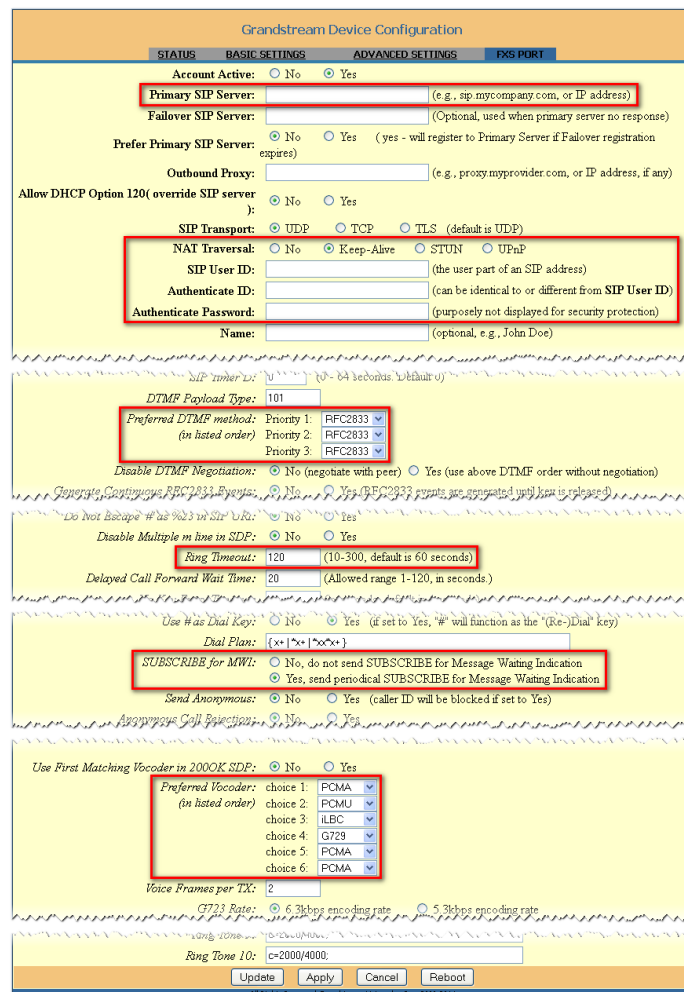 Grandstream Device Configuration
STATUS BASIC SETTINGS ADVANCED SETTINGS FXS PORT
Account Active: No Yes
Primary SIP Server: (e.g., sip.mycompany.com, or IP address)
Failover SIP Server: (Optional, used when primary server no response)
Prefer Primary SIP Server: No Yes ( yes - will register to Primary Server if Failover registration
expires)
Outbound Proxy: (e.g., proxy.myprovider.com, or IP address, if any)
Allow DHCP Option 120( override SIP server
): No Yes
SIP Transport: UDP TCP TLS (default is UDP)
NAT Traversal: No Keep-Alive STUN UPnP
SIP User ID: (the user part of an SIP address)
Authenticate ID: (can be identical to or different from SIP User ID)
Authenticate Password: (purposely not displayed for security protection)
Name: (optional, e.g., John Doe)
SIP Timer D: 0 (0 - 64 seconds. Default 0)
DTMF Payload Type: 101
Preferred DTMF method: Priority 1: RFC2833
(in listed order) Priority 2: RFC2833
Priority 3: RFC2833
Disable DTMF Negotiation: No (negotiate with peer) Yes (use above DTMF order without negotiation)
Generate Continuous RFC2833 Events: No Yes (RFC2833 events are generated until key is released)
Do Not Escape '#' as %23 in SIP URI: No Yes
Disable Multiple m line in SDP: No Yes
Ring Timeout: 120 (10-300, default is 60 seconds)
Delayed Call Forward Wait Time: 20 (Allowed range 1-120, in seconds.)
Use # as Dial Key: No Yes (if set to Yes, "#" will function as the "(Re-)Dial" key)
Dial Plan: { x+ | *x+ | *xx*x+ }
SUBSCRIBE for MWI: No, do not send SUBSCRIBE for Message Waiting Indication
Yes, send periodical SUBSCRIBE for Message Waiting Indication
Send Anonymous: No Yes (caller ID will be blocked if set to Yes)
Anonymous Call Rejection: No Yes
Use First Matching Vocoder in 200OK SDP: No Yes
Preferred Vocoder: choice 1: PCMA
(in listed order) choice 2: PCMU
choice 3: iLBC
choice 4: G729
choice 5: PCMA
choice 6: PCMA
Voice Frames per TX: 2
G723 Rate: 6.3kbps encoding rate 5.3kbps encoding rate
Ring Tone
Ring Tone 10: c=2000/4000;
Update Apply Cancel Reboot